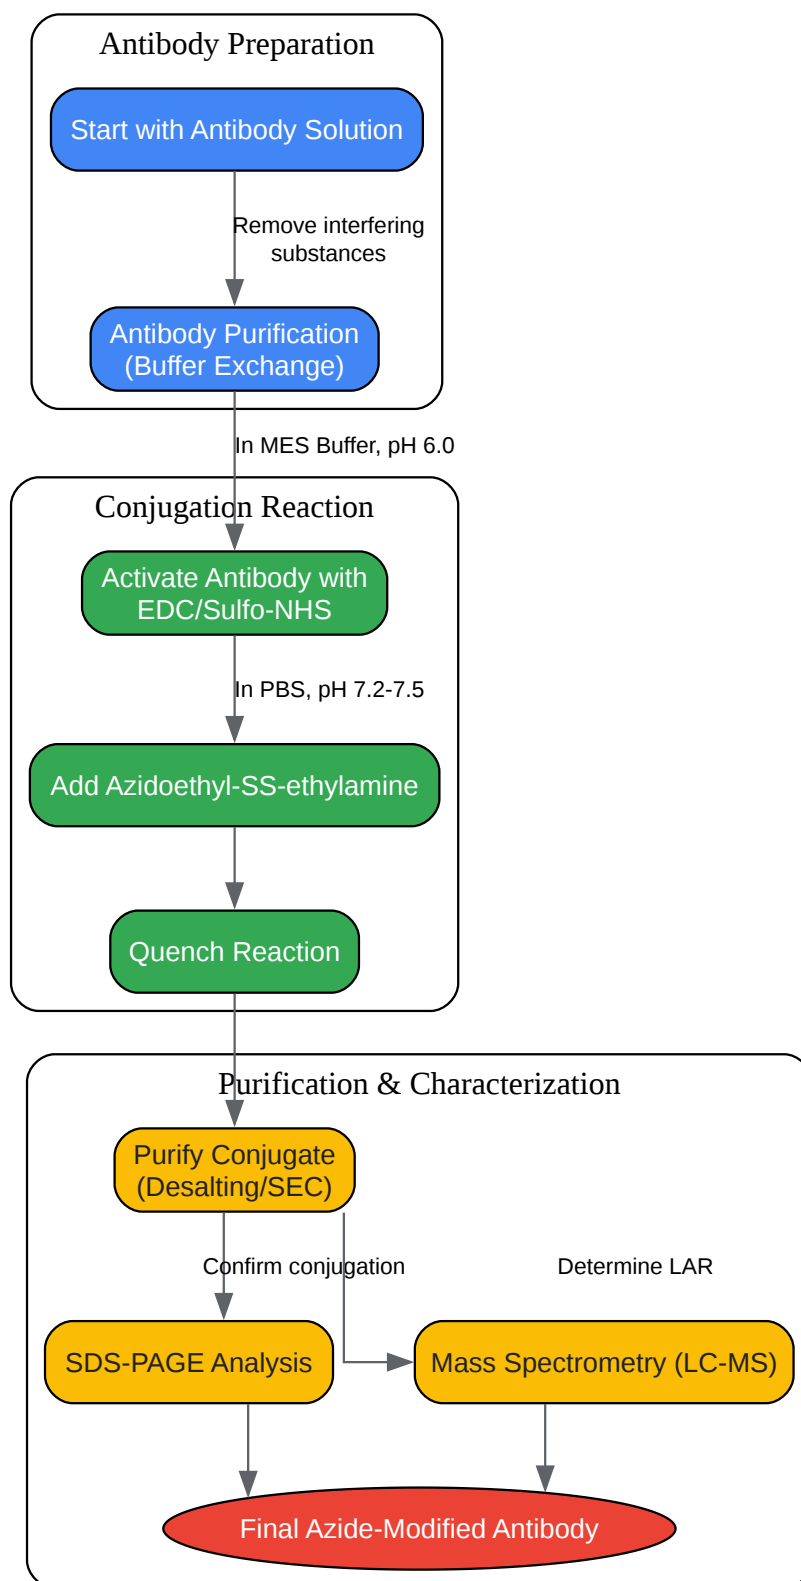 Antibody Preparation
Start with Antibody Solution
Remove interfering
substances
Antibody Purification
(Buffer Exchange)
In MES Buffer, pH 6.0
Conjugation Reaction
Activate Antibody with
EDC/Sulfo-NHS
In PBS, pH 7.2-7.5
Add Azidoethyl-SS-ethylamine
Quench Reaction
Purification & Characterization
Purify Conjugate
(Desalting/SEC)
Confirm conjugation
Determine LAR
SDS-PAGE Analysis
Mass Spectrometry (LC-MS)
Final Azide-Modified Antibody